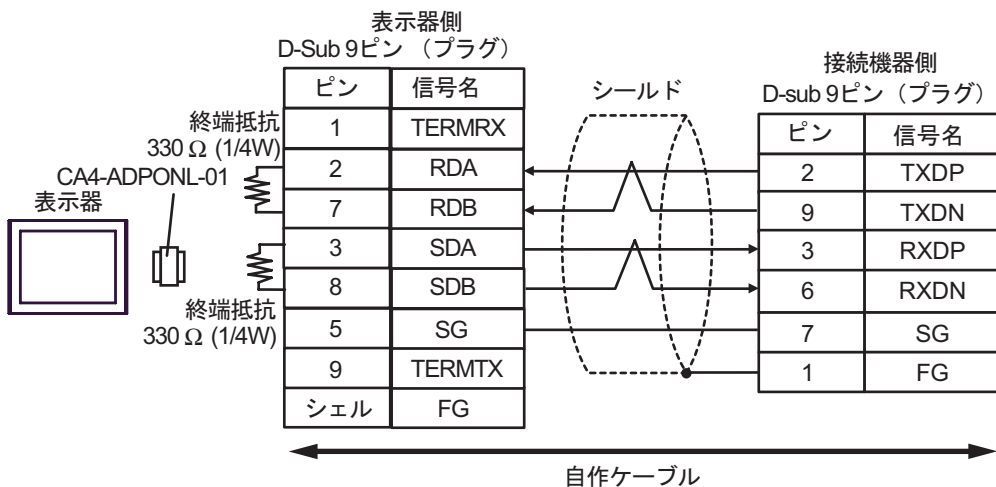 表示器側
D-Sub 9ピン （プラグ）
ピン 信号名
1 TERMRX
2 RDA
7 RDB
3 SDA
8 SDB
5 SG
9 TERMTX
シェル FG
終端抵抗
330 Ω (1/4W)
CA4-ADPONL-01
表示器
終端抵抗
330 Ω (1/4W)
シールド
接続機器側
D-sub 9ピン（プラグ）
ピン 信号名
2 TXDP
9 TXDN
3 RXDP
6 RXDN
7 SG
1 FG
自作ケーブル